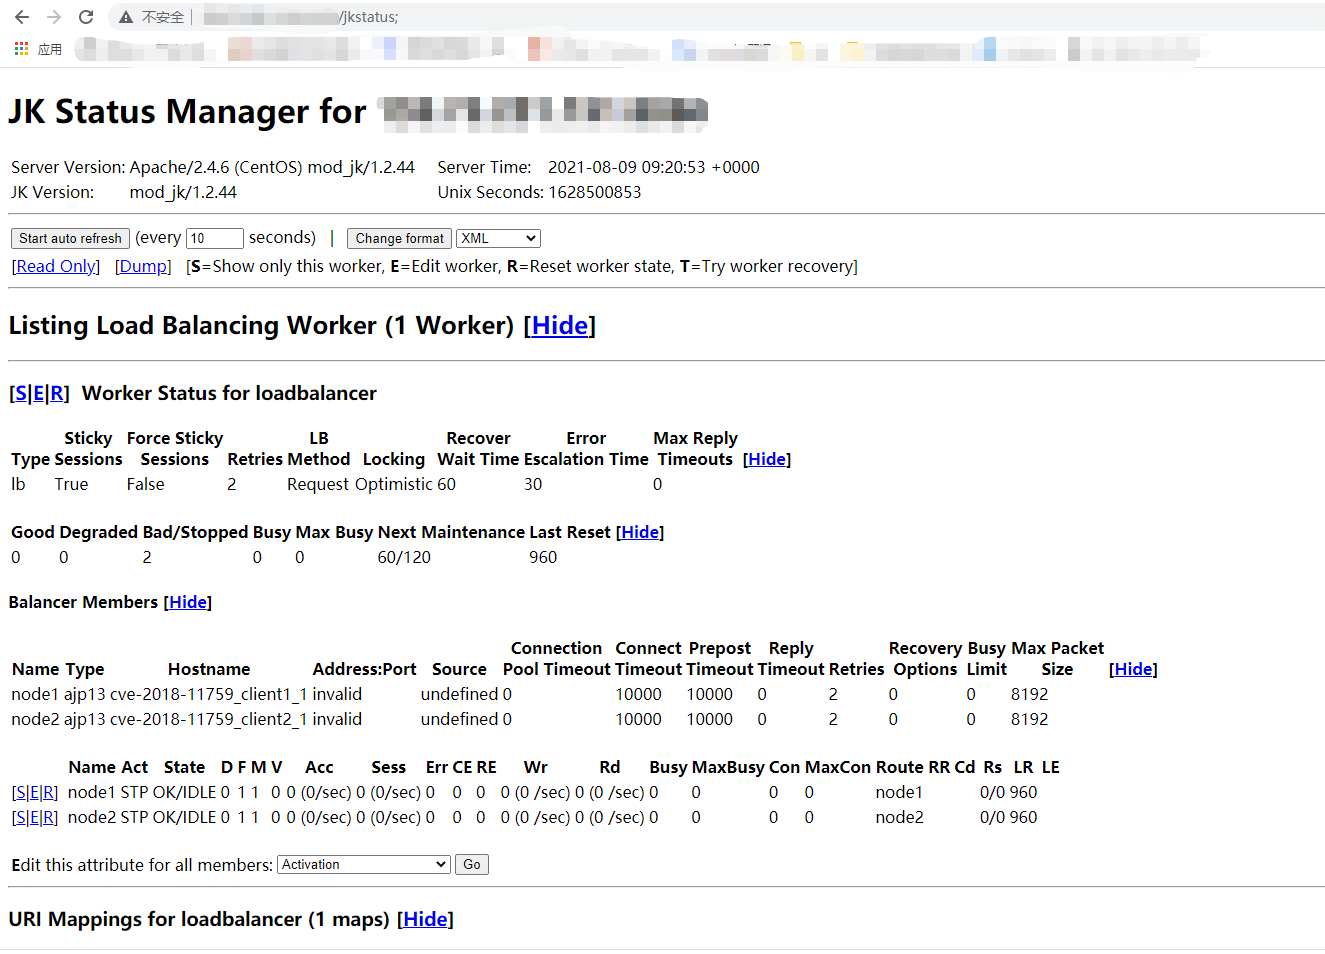 不安全 | /jkstatus;
应用
JK Status Manager for
Server Version: Apache/2.4.6 (CentOS) mod_jk/1.2.44 Server Time: 2021-08-09 09:20:53 +0000
JK Version: mod_jk/1.2.44 Unix Seconds: 1628500853
Start auto refresh (every 10 seconds) | Change format XML
[Read Only] [Dump] [S=Show only this worker, E=Edit worker, R=Reset worker state, T=Try worker recovery]
Listing Load Balancing Worker (1 Worker) [Hide]
[S|E|R] Worker Status for loadbalancer
Sticky Force Sticky LB Recover Error Max Reply
Type Sessions Sessions Retries Method Locking Wait Time Escalation Time Timeouts [Hide]
lb True False 2 Request Optimistic 60 30 0
Good Degraded Bad/Stopped Busy Max Busy Next Maintenance Last Reset [Hide]
0 0 2 0 0 60/120 960
Balancer Members [Hide]
Connection Connect Prepost Reply Recovery Busy Max Packet
Name Type Hostname Address:Port Source Pool Timeout Timeout Timeout Timeout Retries Options Limit Size [Hide]
node1 ajp13 cve-2018-11759_client1_1 invalid undefined 0 10000 10000 0 2 0 0 8192
node2 ajp13 cve-2018-11759_client2_1 invalid undefined 0 10000 10000 0 2 0 0 8192
Name Act State D F M V Acc Sess Err CE RE Wr Rd Busy MaxBusy Con MaxCon Route RR Cd Rs LR LE
[S|E|R] node1 STP OK/IDLE 0 1 1 0 0 (0/sec) 0 (0/sec) 0 0 0 0 (0 /sec) 0 (0 /sec) 0 0 0 0 node1 0/0 960
[S|E|R] node2 STP OK/IDLE 0 1 1 0 0 (0/sec) 0 (0/sec) 0 0 0 0 (0 /sec) 0 (0 /sec) 0 0 0 0 node2 0/0 960
Edit this attribute for all members: Activation Go
URI Mappings for loadbalancer (1 maps) [Hide]